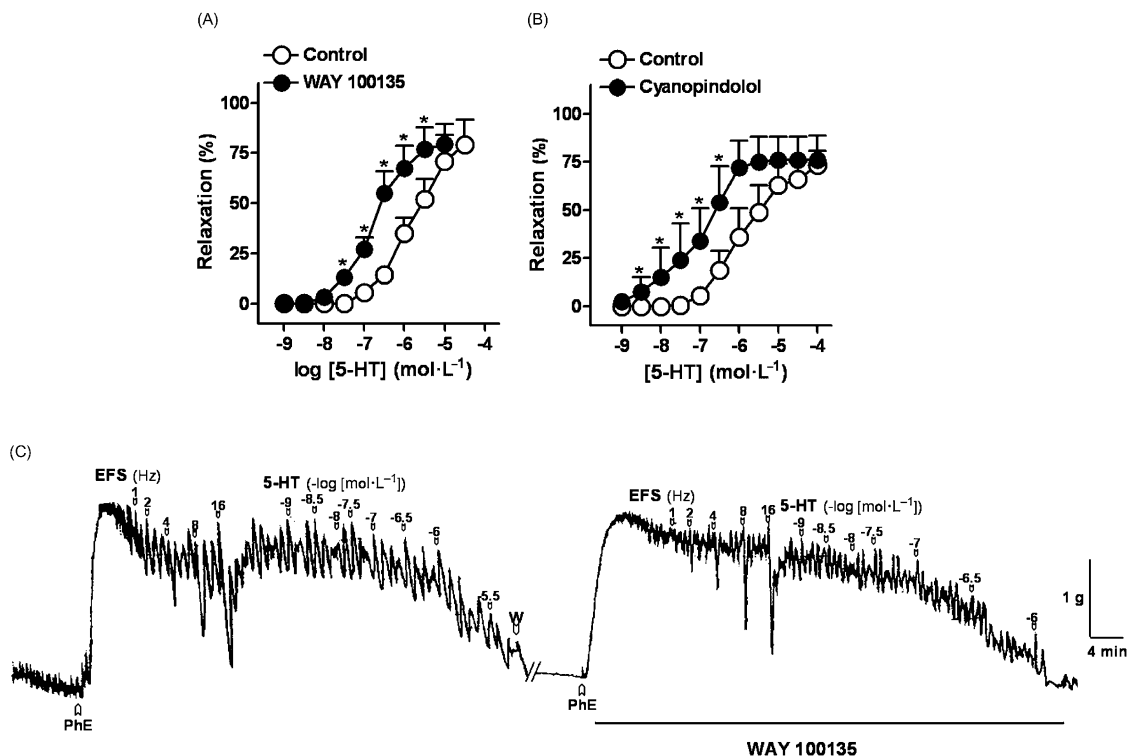 (A)
Control
WAY 100135
100
75
50
25
0
Relaxation (%)
-9 -8 -7 -6 -5 -4
log [5-HT] (mol·L⁻¹)
* * * * * *
(B)
Control
Cyanopindolol
100
75
50
25
0
Relaxation (%)
-9 -8 -7 -6 -5 -4
[5-HT] (mol·L⁻¹)
* * * * *
(C)
EFS (Hz)
1 2 4 8 16
5-HT (-log [mol·L⁻¹])
-9 -8.5 -8 -7.5 -7 -6.5 -6 -5.5
W
PhE
EFS (Hz)
1 2 4 8 16
5-HT (-log [mol·L⁻¹])
-9 -8.5 -8 -7.5 -7 -6.5 -6
PhE
1 g
4 min
WAY 100135